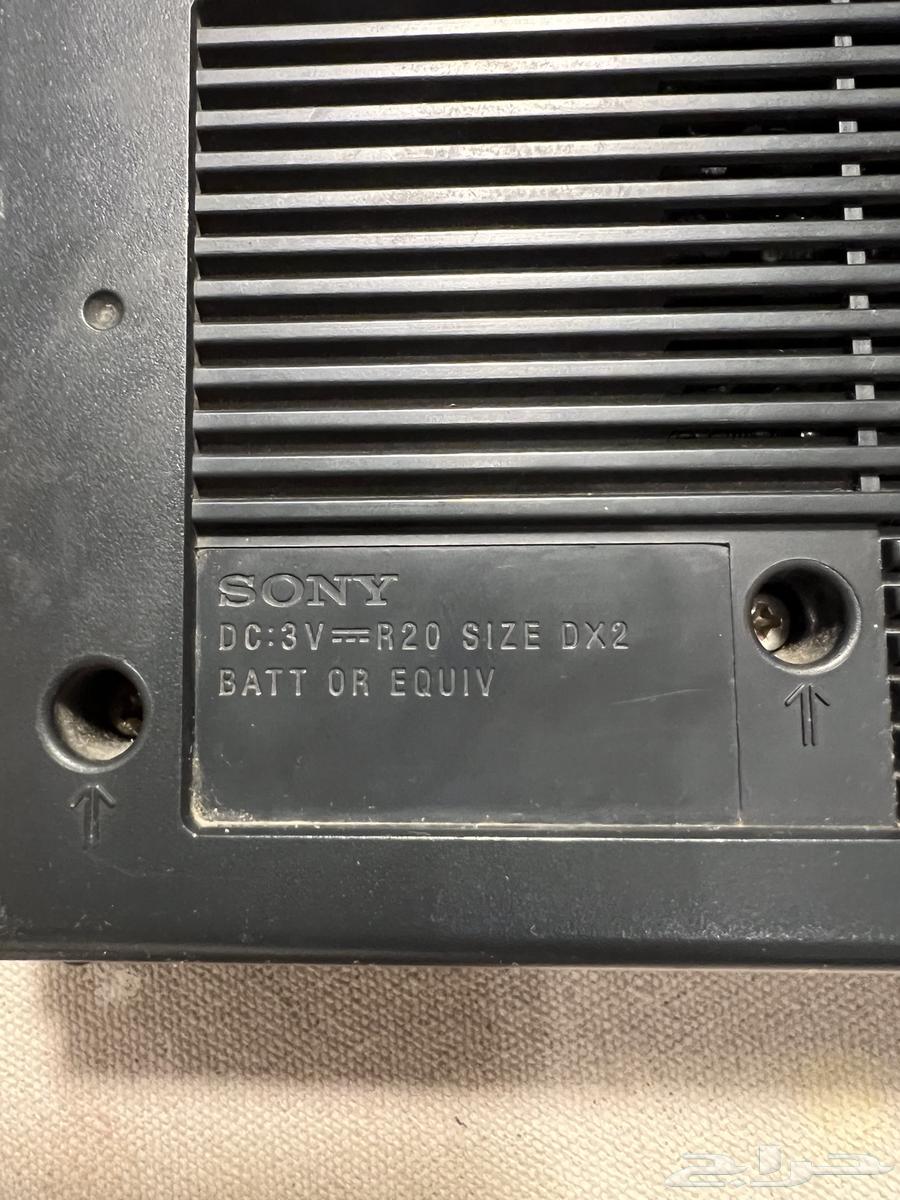 SONY
DC:3V⎓R20 SIZE DX2
BATT OR EQUIV
حراج